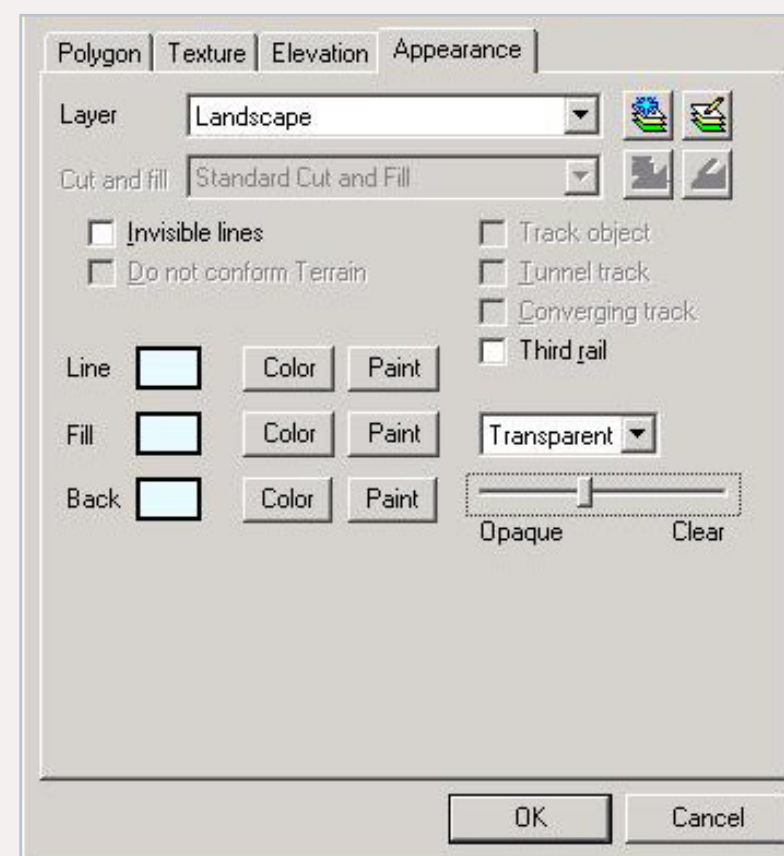 Polygon Texture Elevation Appearance
Layer Landscape
Cut and fill Standard Cut and Fill
Invisible lines Track object
Do not conform Terrain Tunnel track
Converging track
Line Color Paint Third rail
Fill Color Paint Transparent
Back Color Paint
Opaque Clear
OK Cancel